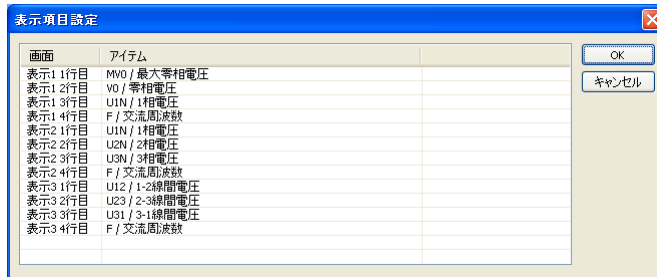 表示項目設定
画面 アイテム
表示1 1行目 MV0 / 最大零相電圧
表示1 2行目 V0 / 零相電圧
表示1 3行目 U1N / 1相電圧
表示1 4行目 F / 交流周波数
表示2 1行目 U1N / 1相電圧
表示2 2行目 U2N / 2相電圧
表示2 3行目 U3N / 3相電圧
表示2 4行目 F / 交流周波数
表示3 1行目 U12 / 1-2線間電圧
表示3 2行目 U23 / 2-3線間電圧
表示3 3行目 U31 / 3-1線間電圧
表示3 4行目 F / 交流周波数
OK
キャンセル